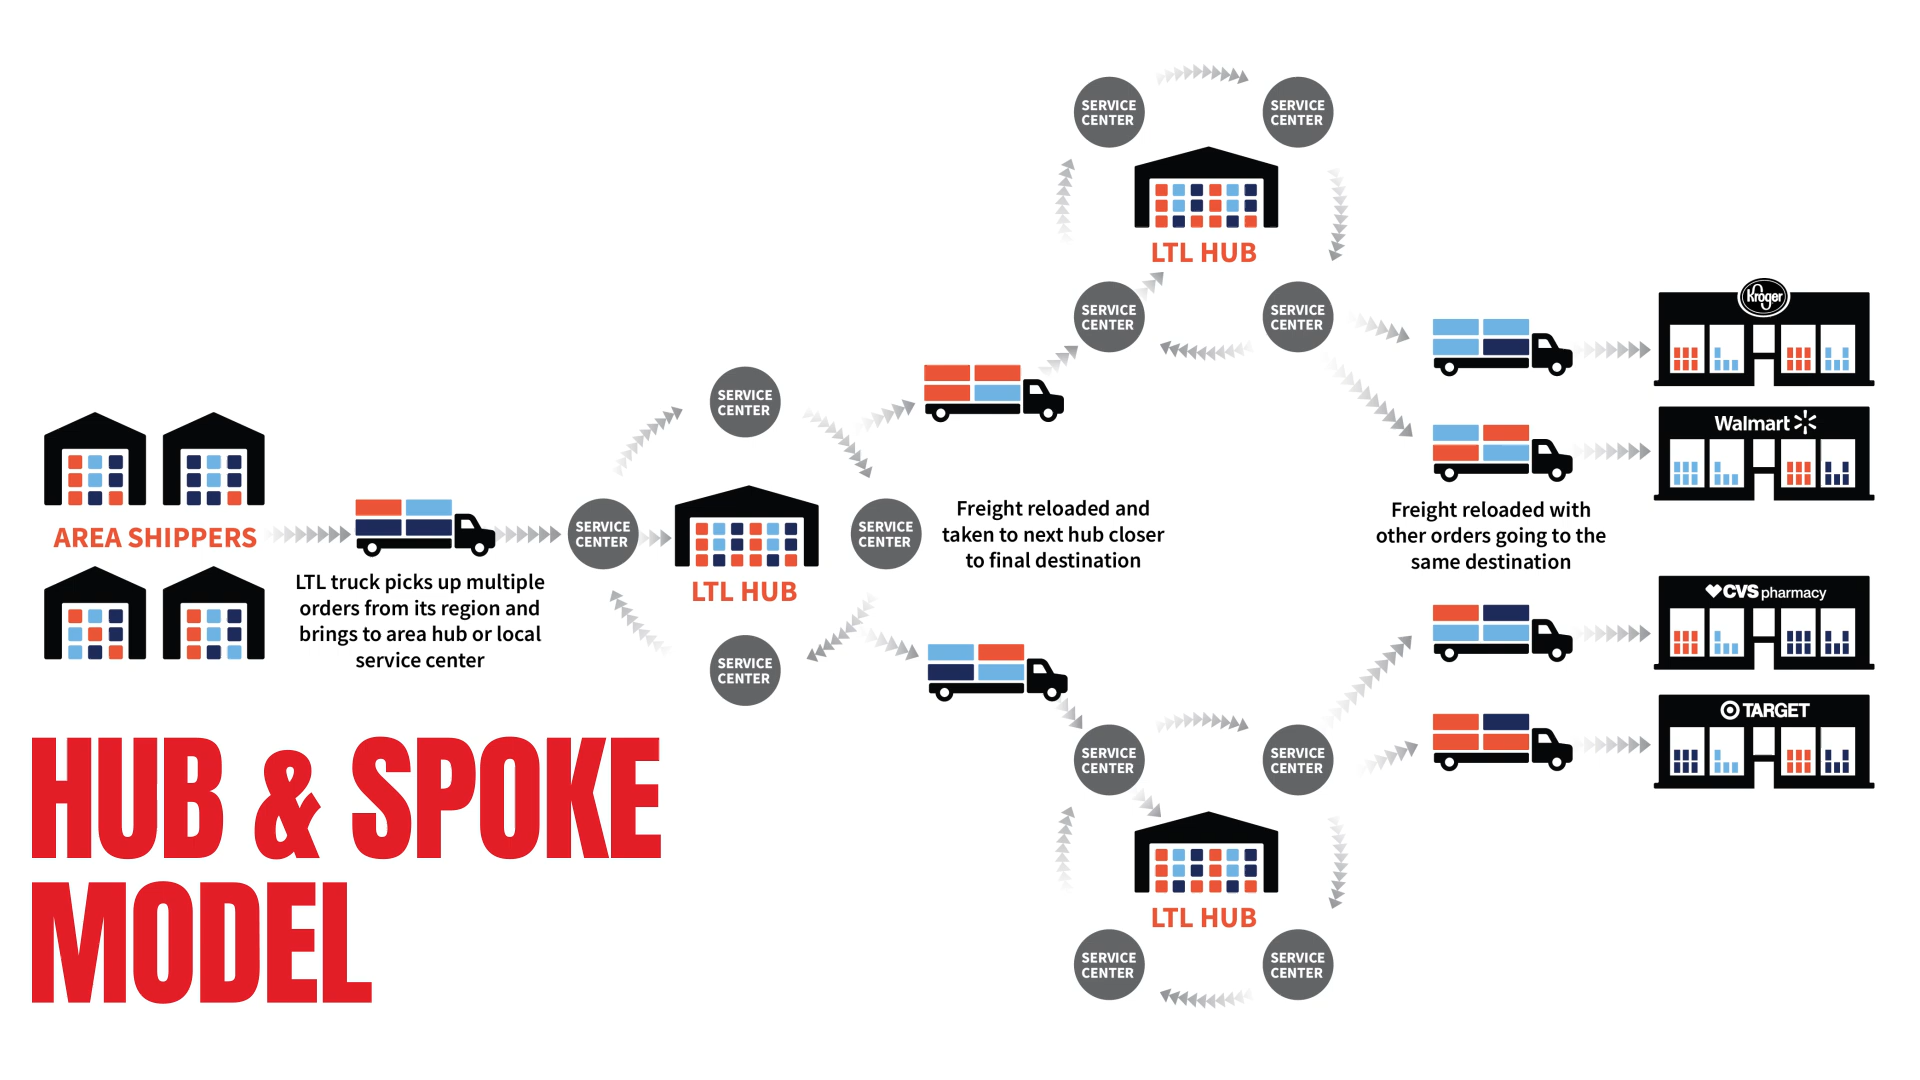 SERVICE
CENTER
SERVICE
CENTER
LTL HUB
SERVICE
CENTER
SERVICE
CENTER
Kroger
Walmart
SERVICE
CENTER
AREA SHIPPERS
SERVICE
CENTER
LTL HUB
SERVICE
CENTER
SERVICE
CENTER
LTL truck picks up multiple
orders from its region and
brings to area hub or local
service center
Freight reloaded and
taken to next hub closer
to final destination
Freight reloaded with
other orders going to the
same destination
CVS pharmacy
TARGET
SERVICE
CENTER
SERVICE
CENTER
LTL HUB
SERVICE
CENTER
SERVICE
CENTER
HUB & SPOKE
MODEL